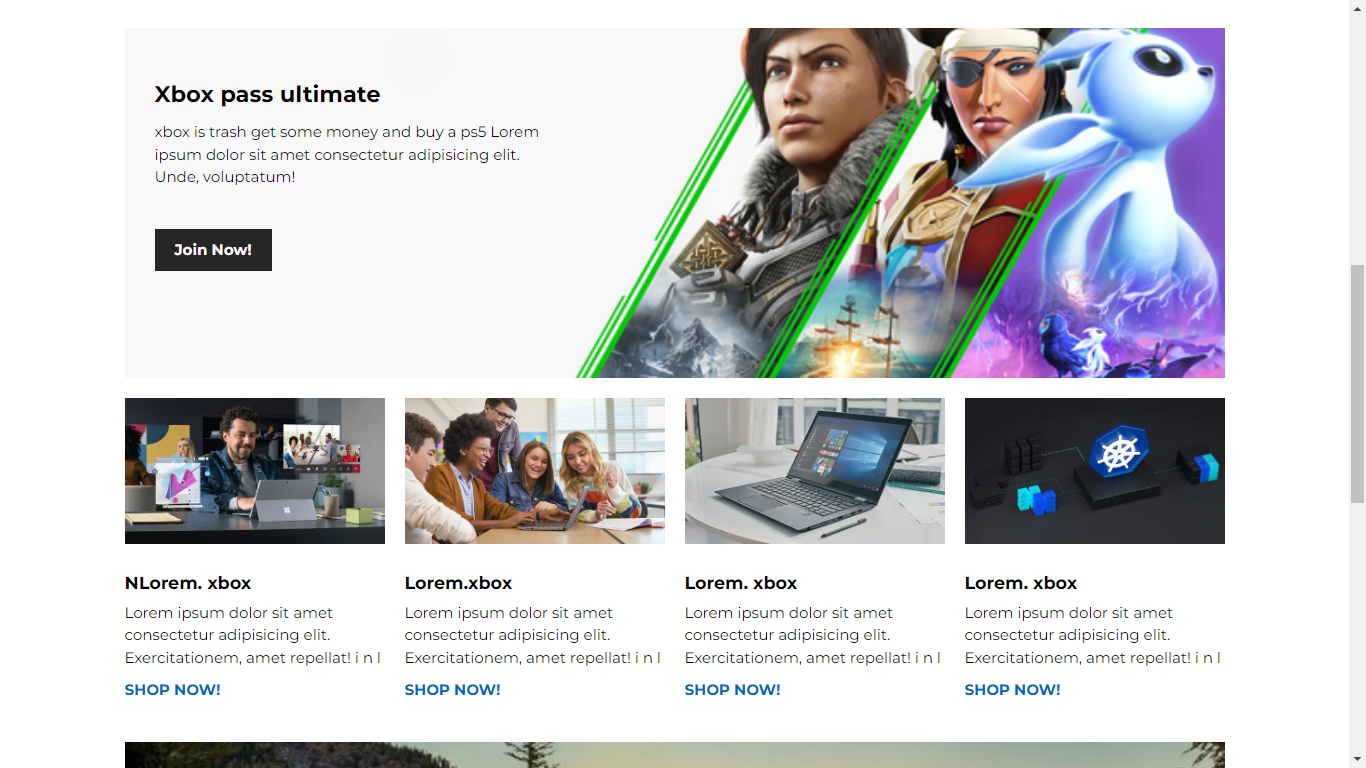 Xbox pass ultimate
xbox is trash get some money and buy a ps5 Lorem
ipsum dolor sit amet consectetur adipisicing elit.
Unde, voluptatum!
Join Now!
NLorem. xbox
Lorem ipsum dolor sit amet
consectetur adipisicing elit.
Exercitationem, amet repellat! i n l
SHOP NOW!
Lorem.xbox
Lorem ipsum dolor sit amet
consectetur adipisicing elit.
Exercitationem, amet repellat! i n l
SHOP NOW!
Lorem. xbox
Lorem ipsum dolor sit amet
consectetur adipisicing elit.
Exercitationem, amet repellat! i n l
SHOP NOW!
Lorem. xbox
Lorem ipsum dolor sit amet
consectetur adipisicing elit.
Exercitationem, amet repellat! i n l
SHOP NOW!